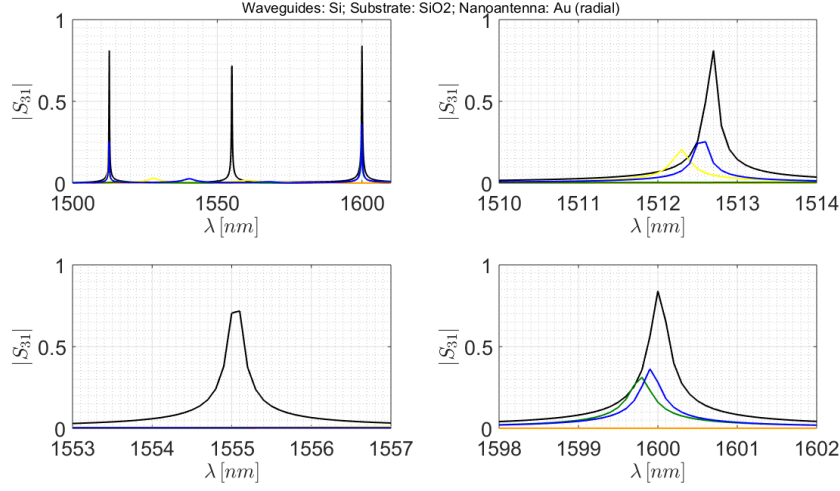 Waveguides: Si; Substrate: SiO2; Nanoantenna: Au (radial)
1
0.5
0
|S31|
1500 1550 1600
λ [nm]
1
0.5
0
|S31|
1510 1511 1512 1513 1514
λ [nm]
1
0.5
0
|S31|
1553 1554 1555 1556 1557
λ [nm]
1
0.5
0
|S31|
1598 1599 1600 1601 1602
λ [nm]